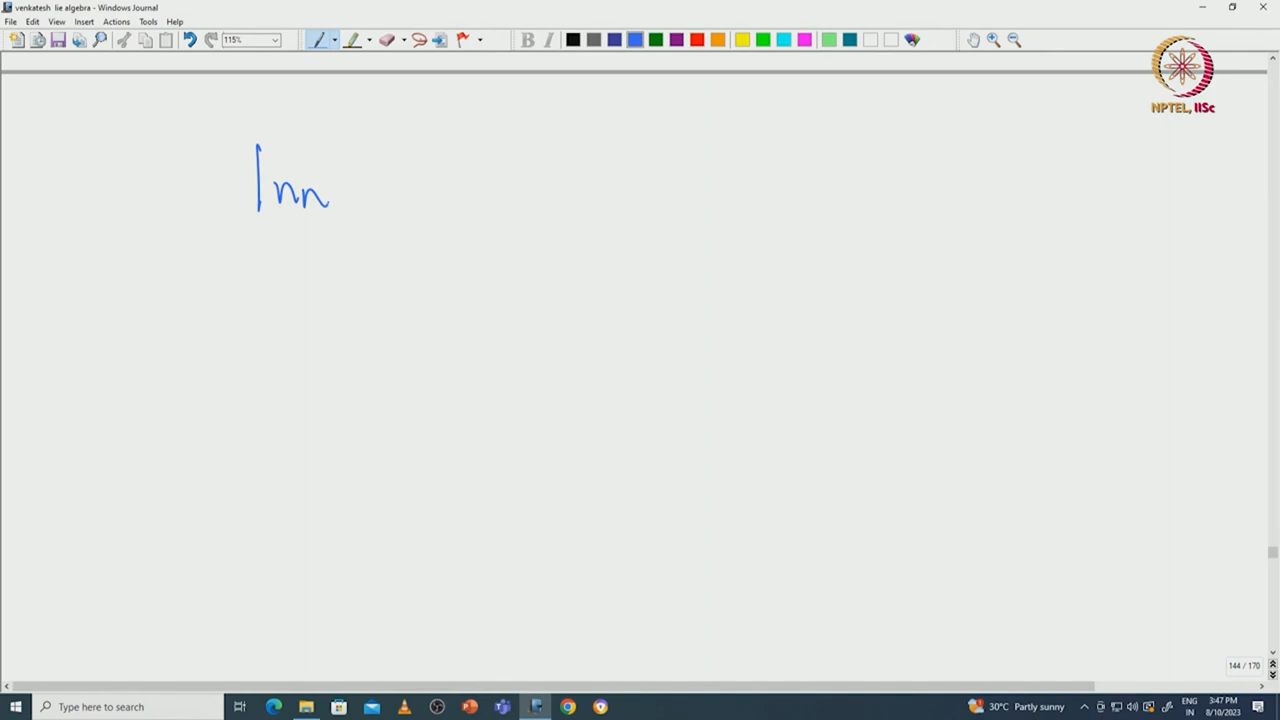 venkatesh lie algebra - Windows Journal
File Edit View Insert Actions Tools Help
115%
B I
NPTEL, IISc
Inn
144 / 170
Type here to search
30°C Partly sunny
ENG
IN
3:47 PM
8/10/2023